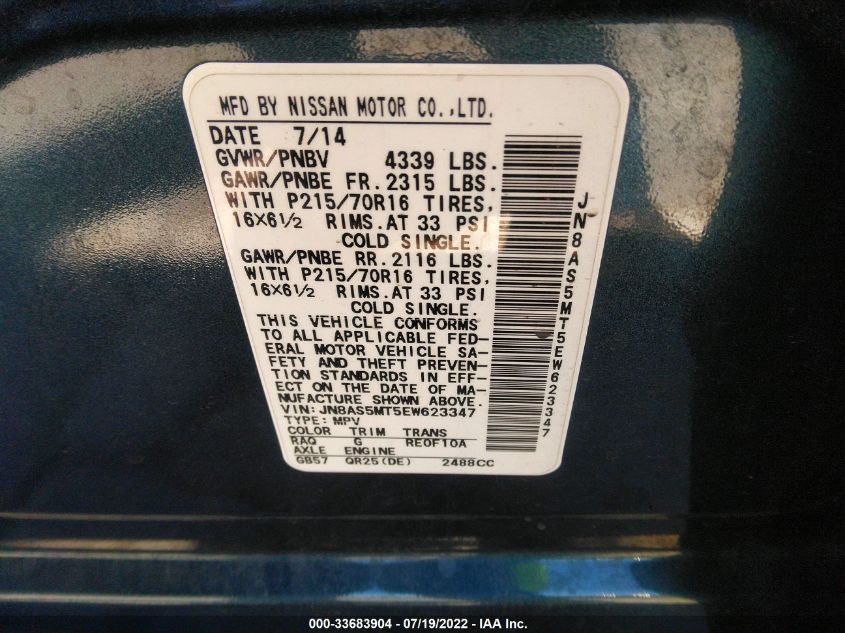 MFD BY NISSAN MOTOR CO.,LTD.
DATE 7/14
GVWR/PNBV 4339 LBS.
GAWR/PNBE FR. 2315 LBS.
WITH P215/70R16 TIRES,
16X6½ RIMS. AT 33 PSI
COLD SINGLE.
GAWR/PNBE RR. 2116 LBS.
WITH P215/70R16 TIRES,
16X6½ RIMS. AT 33 PSI
COLD SINGLE.
THIS VEHICLE CONFORMS
TO ALL APPLICABLE FED-
ERAL MOTOR VEHICLE SA-
FETY AND THEFT PREVEN-
TION STANDARDS IN EFF-
ECT ON THE DATE OF MA-
NUFACTURE SHOWN ABOVE.
VIN: JN8AS5MT5EW623347
TYPE: MPV
COLOR TRIM TRANS
RAQ G RE0F10A
AXLE ENGINE
GB57 QR25(DE) 2488CC
JN8AS5MT5EW623347
000-33683904 - 07/19/2022 - IAA Inc.